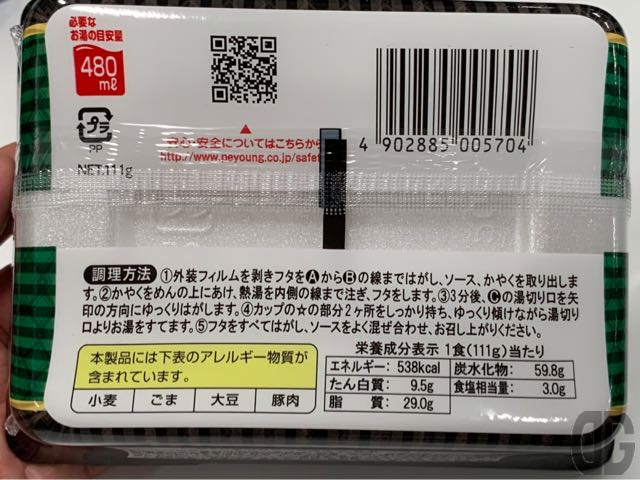 必要な
お湯の目安量
480
mℓ
プラ
PP
NET.111g
安心・安全についてはこちらから
http://www.neyoung.co.jp/safet
4 902885 005704
調理方法 ①外装フィルムを剥きフタをⒶからⒷの線まではがし、ソース、かやくを取り出しま
す。②かやくをめんの上にあけ、熱湯を内側の線まで注ぎ、フタをします。③3分後、Ⓒの湯切り口を矢
印の方向にゆっくりはがします。④カップの☆の部分2ヶ所をしっかり持ち、ゆっくり傾けながら湯切り
口よりお湯をすてます。⑤フタをすべてはがし、ソースをよく混ぜ合わせ、お召し上がりください。
本製品には下表のアレルギー物質が
含まれています。
小麦 ごま 大豆 豚肉
栄養成分表示 1食(111g)当たり
エネルギー: 538kcal 炭水化物: 59.8g
たん白質: 9.5g 食塩相当量: 3.0g
脂質: 29.0g
DG